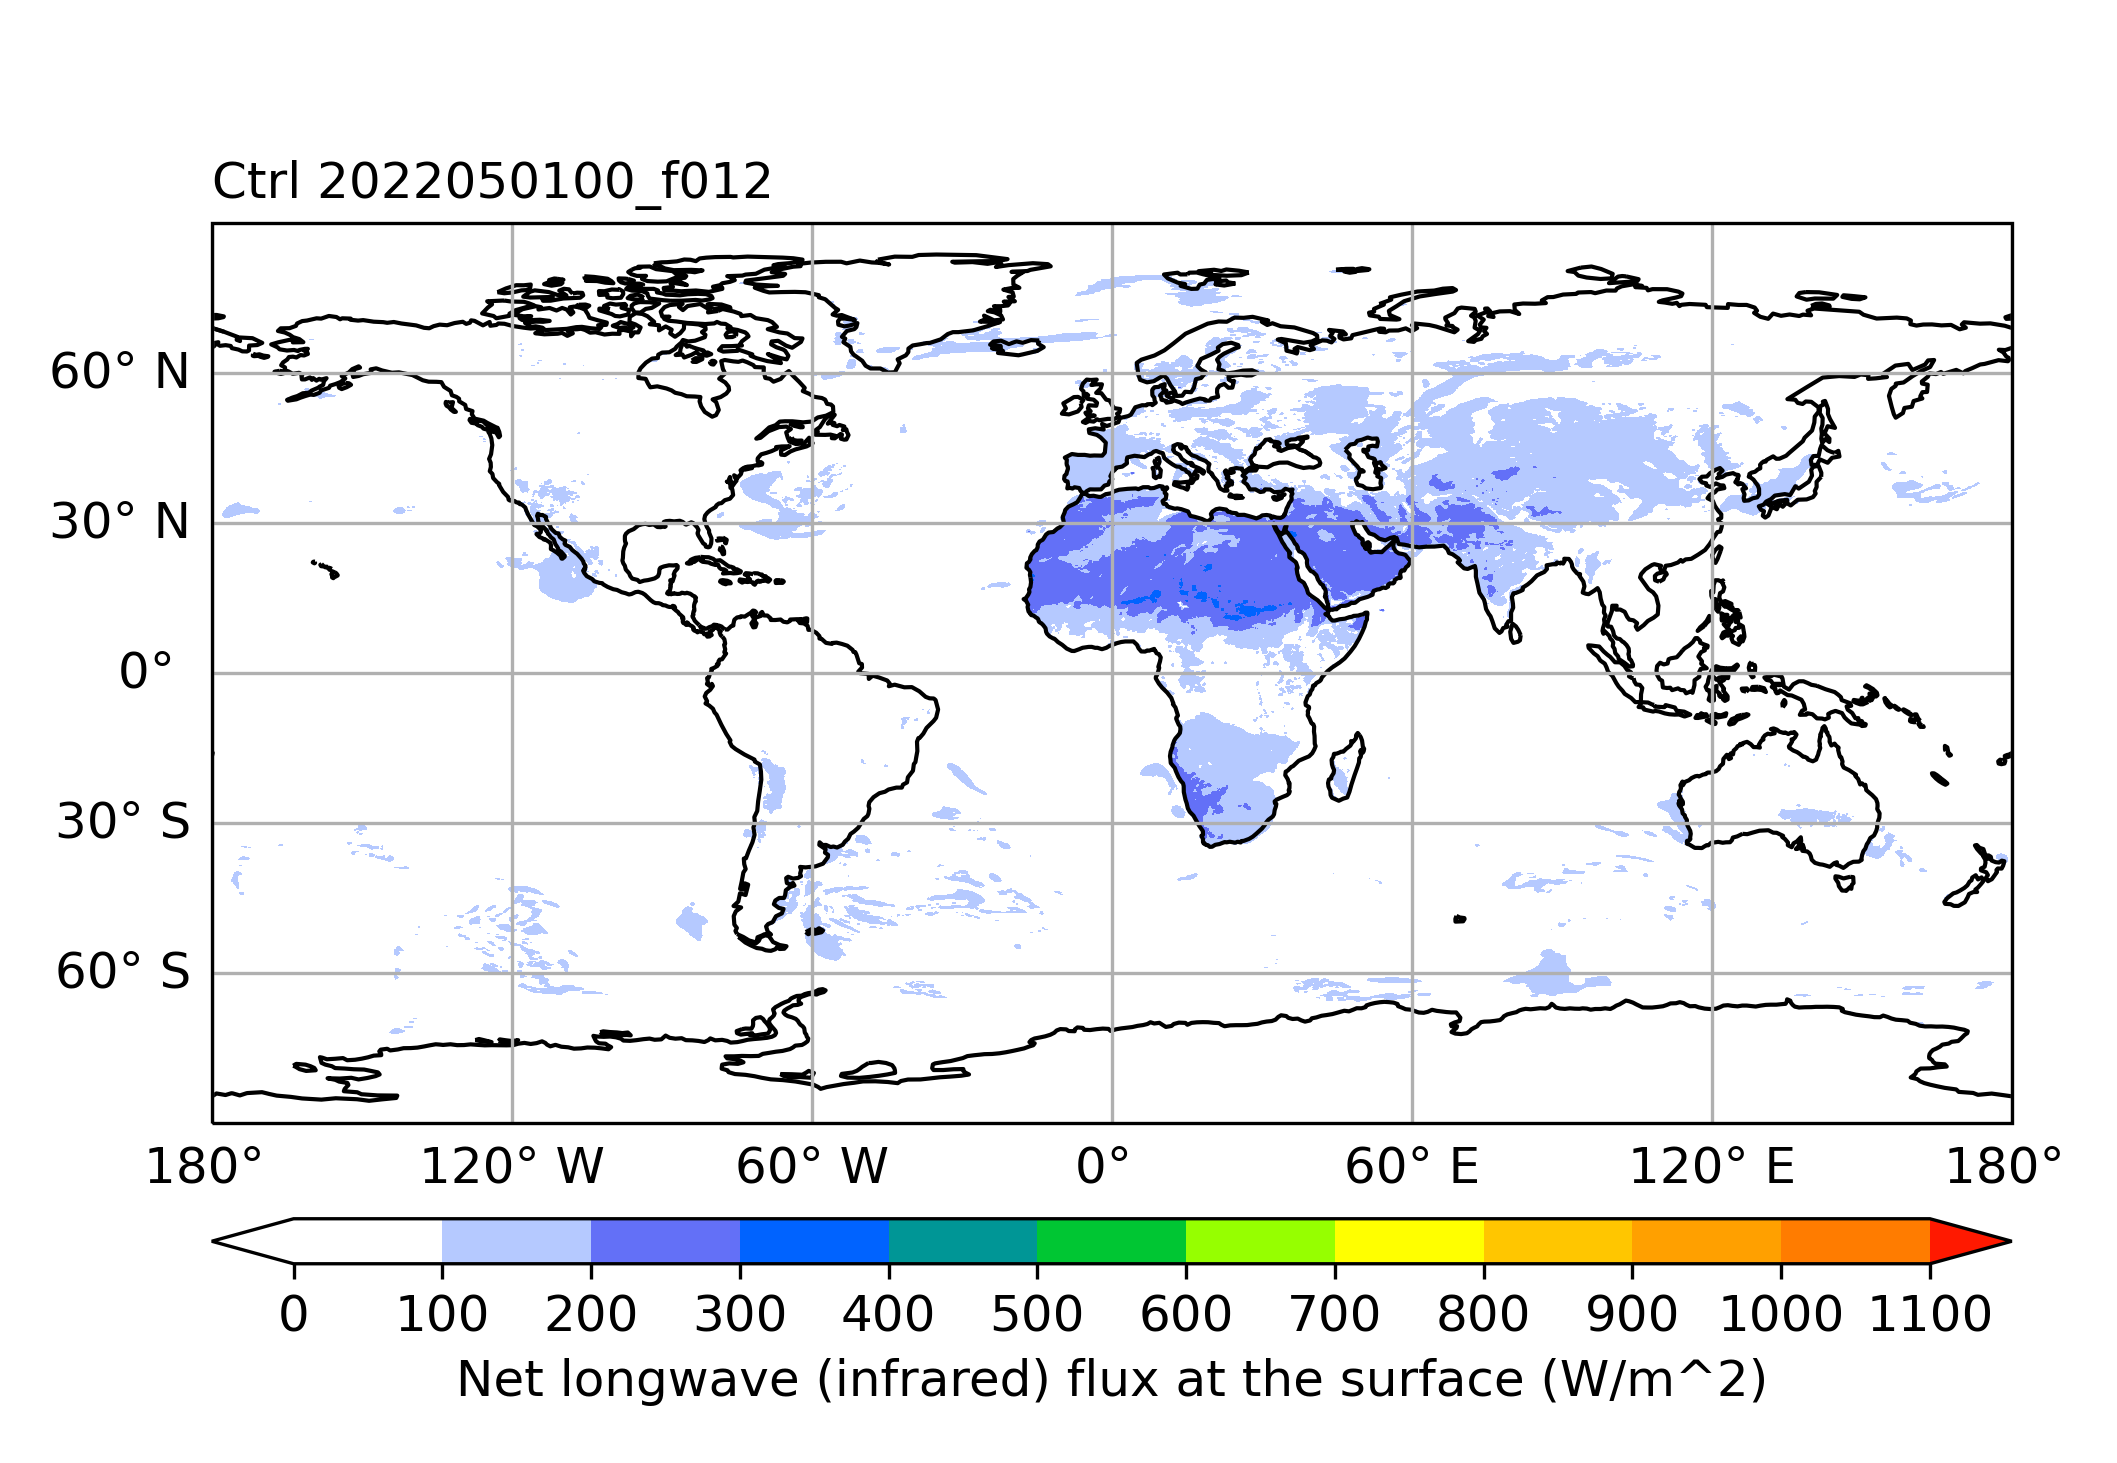 Ctrl 2022050100_f012
60° N
30° N
0°
30° S
60° S
180° 120° W 60° W 0° 60° E 120° E 180°
0 100 200 300 400 500 600 700 800 900 1000 1100
Net longwave (infrared) flux at the surface (W/m^2)